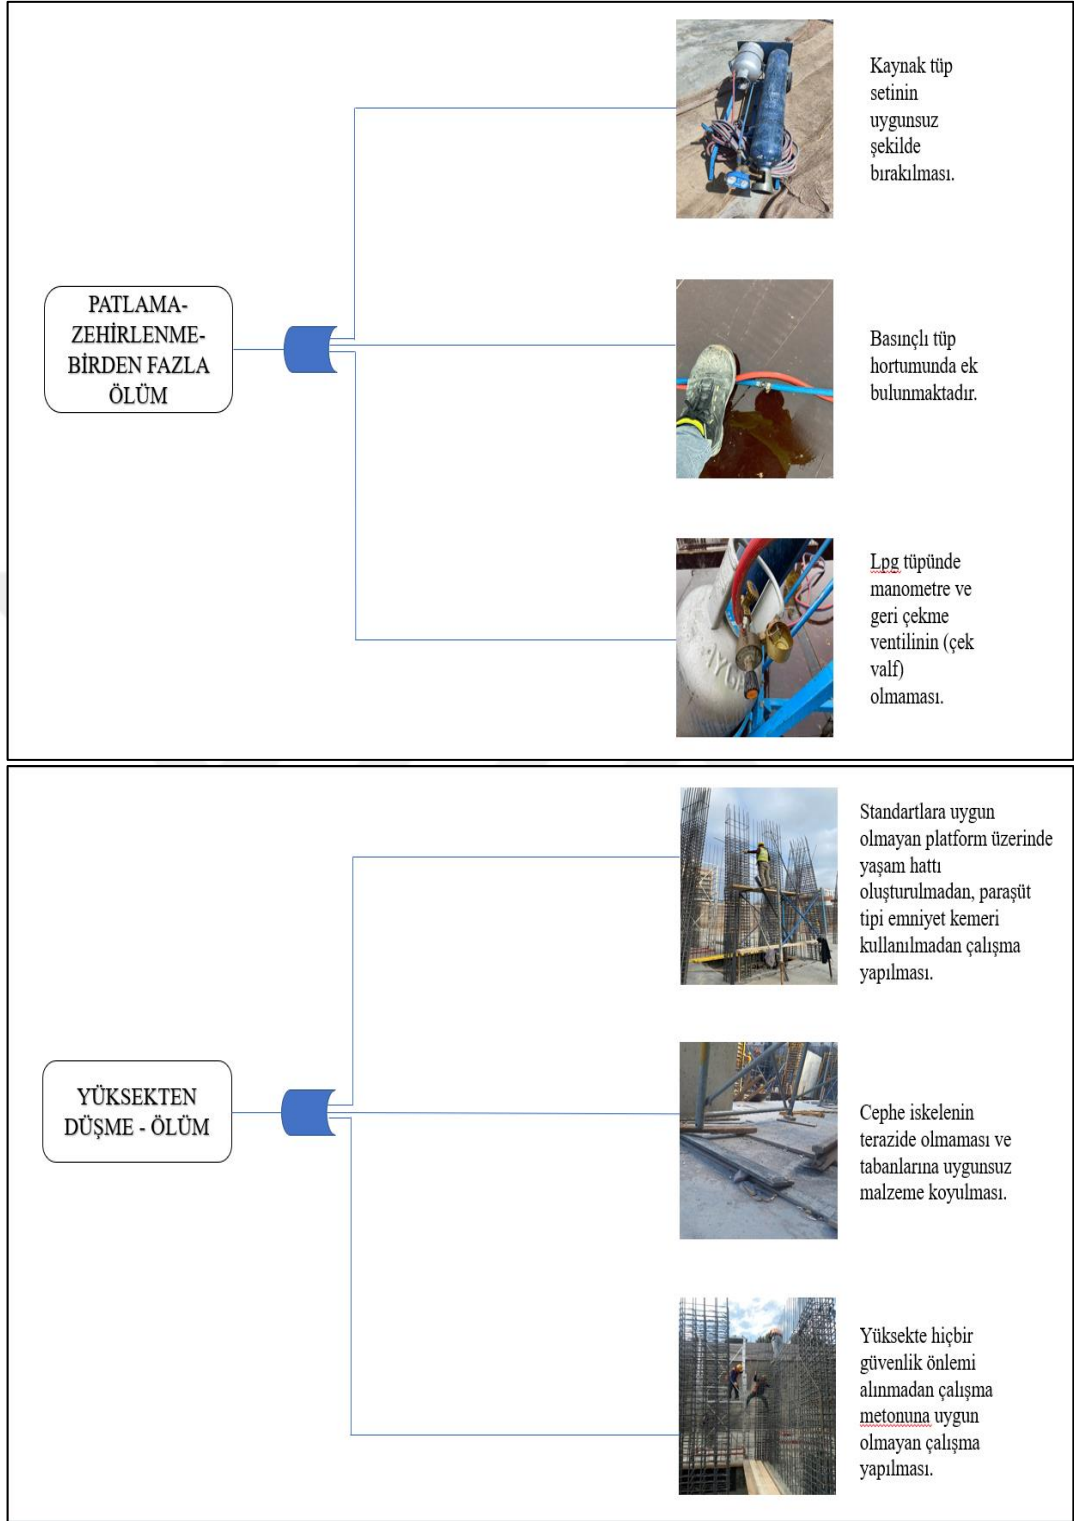 PATLAMA-
ZEHİRLENME-
BİRDEN FAZLA
ÖLÜM
Kaynak tüp
setinin
uygunsuz
şekilde
bırakılması.
Basınçlı tüp
hortumunda ek
bulunmaktadır.
AYGA
Lpg tüpünde
manometre ve
geri çekme
ventilinin (çek
valf)
olmaması.
YÜKSEKTEN
DÜŞME - ÖLÜM
Standartlara uygun
olmayan platform üzerinde
yaşam hattı
oluşturulmadan, paraşüt
tipi emniyet kemeri
kullanılmadan çalışma
yapılması.
Cephe iskelenin
terazide olmaması ve
tabanlarına uygunsuz
malzeme koyulması.
Yüksekte hiçbir
güvenlik önlemi
alınmadan çalışma
metonuna uygun
olmayan çalışma
yapılması.